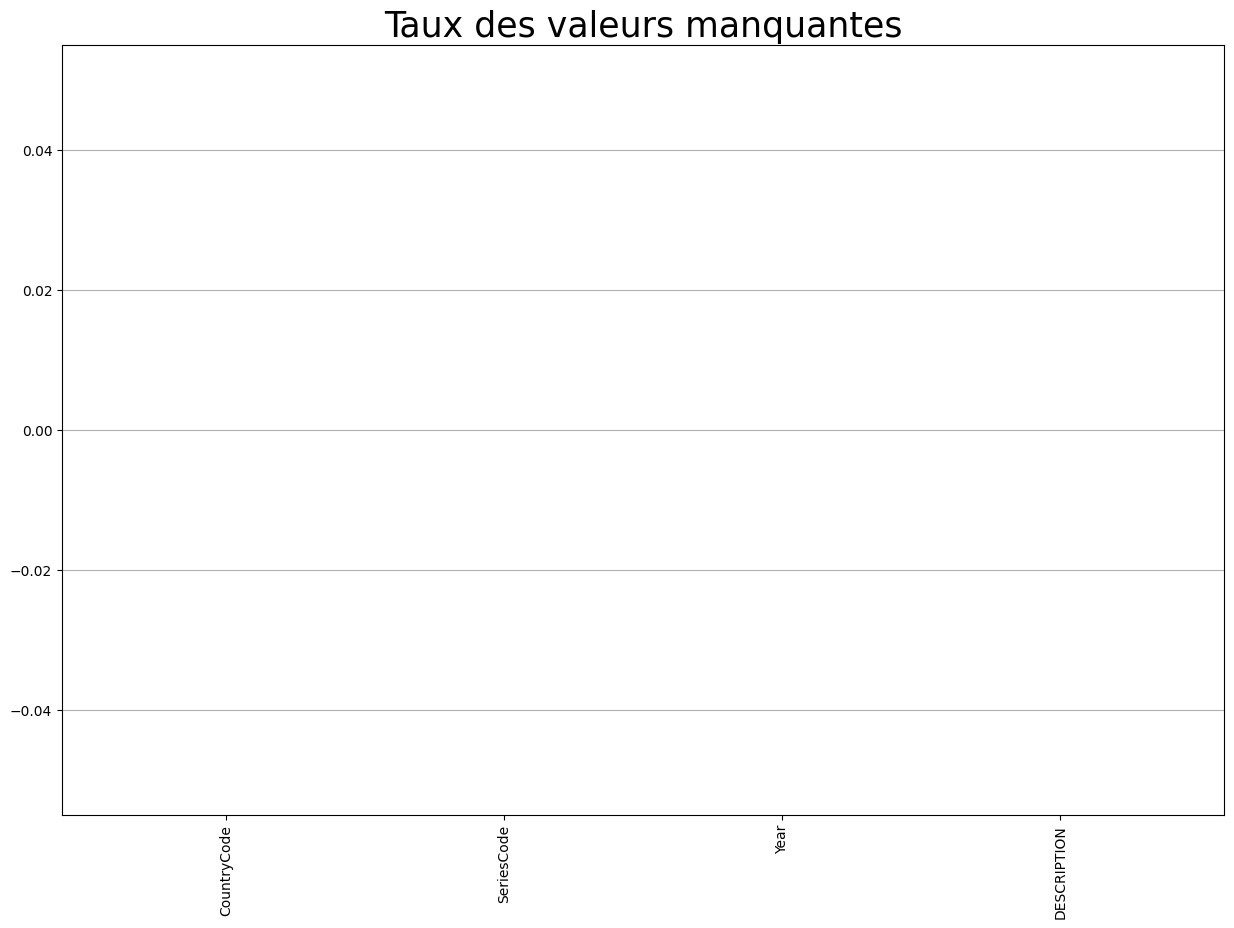 Taux des valeurs manquantes
0.04
0.02
0.00
−0.02
−0.04
CountryCode
SeriesCode
Year
DESCRIPTION